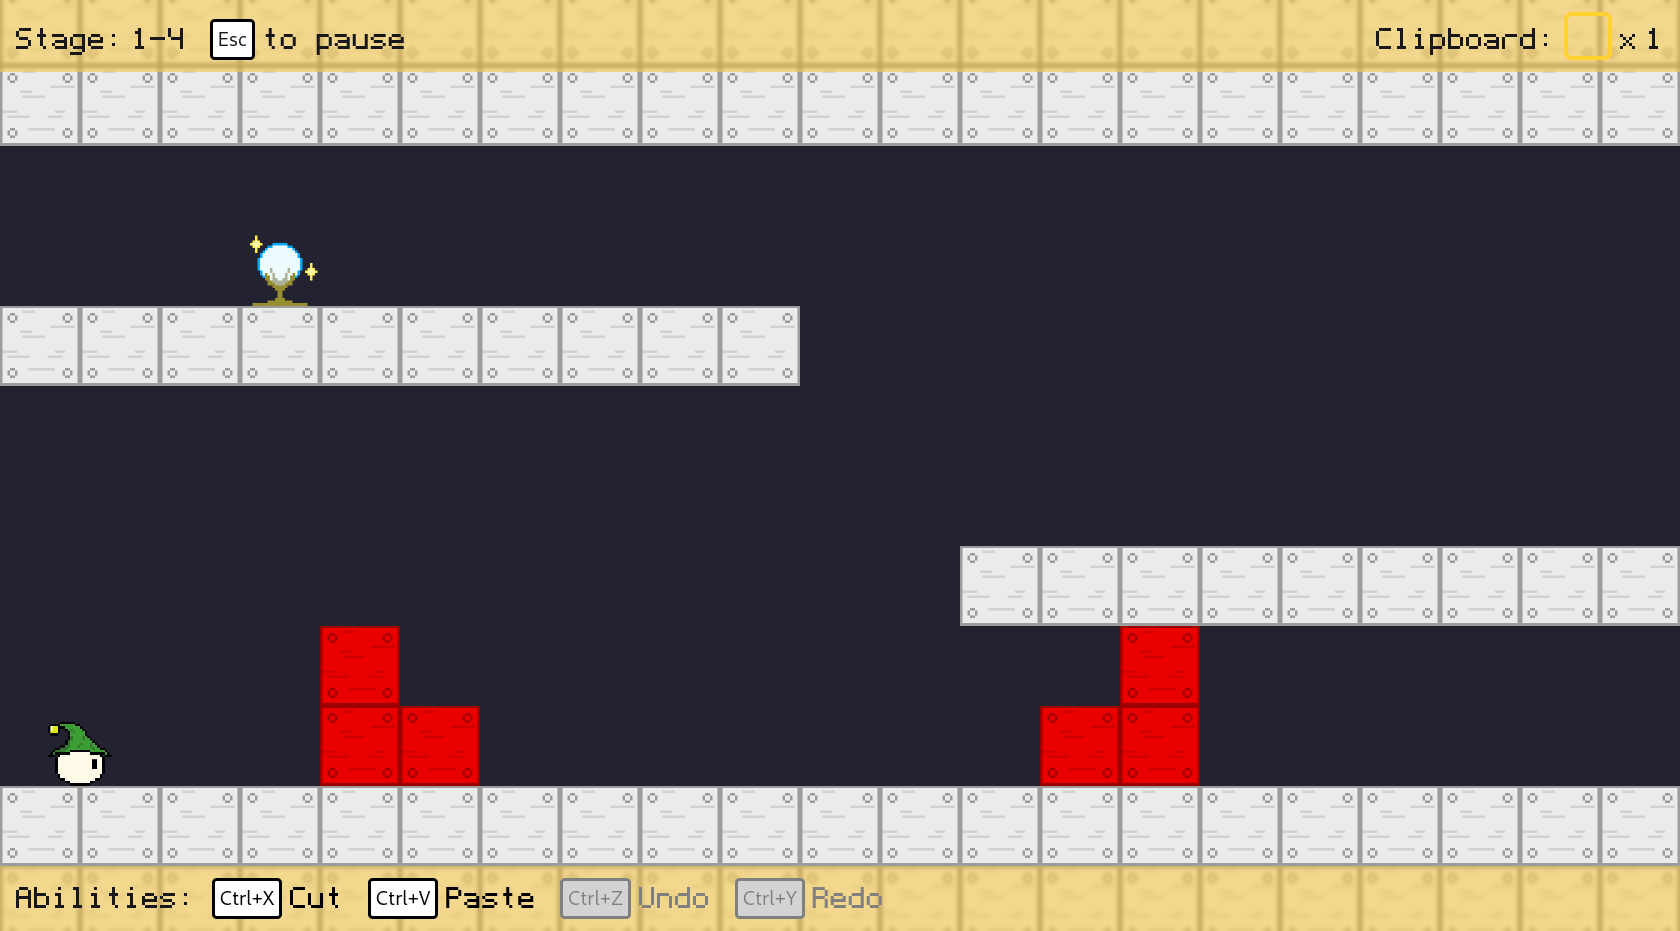 Stage: 1-4 Esc to pause Clipboard: x 1
Abilities: Ctrl+X Cut Ctrl+V Paste Ctrl+Z Undo Ctrl+Y Redo